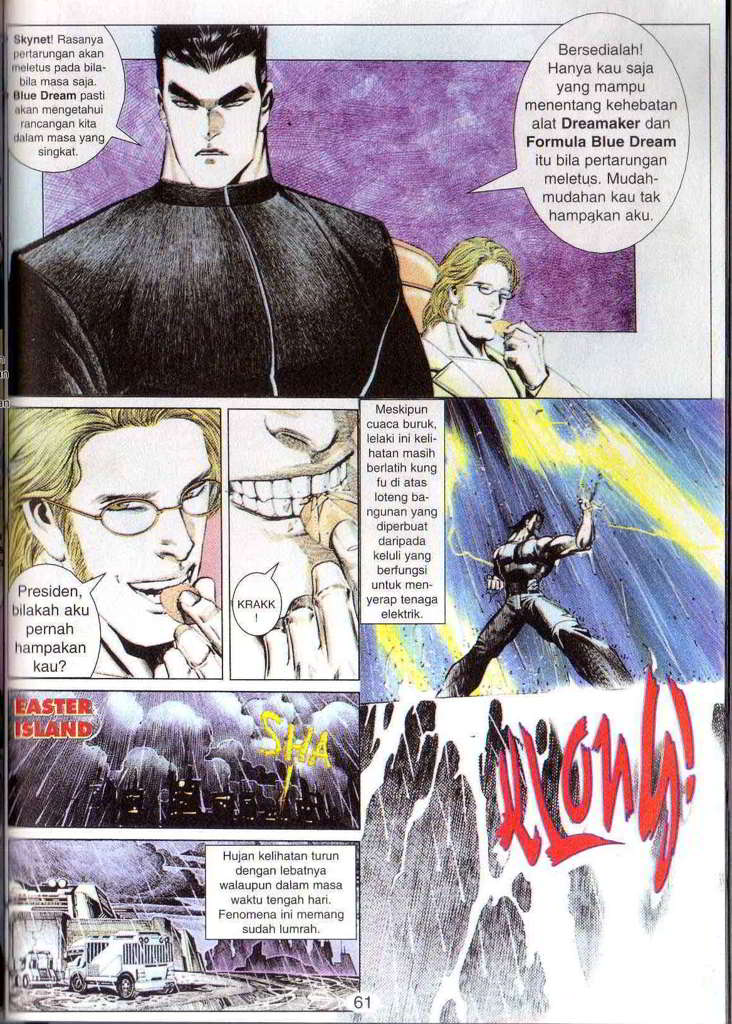 Skynet! Rasanya
pertarungan akan
meletus pada bila-
bila masa saja.
Blue Dream pasti
akan mengetahui
rancangan kita
dalam masa yang
singkat.
Bersedialah!
Hanya kau saja
yang mampu
menentang kehebatan
alat Dreamaker dan
Formula Blue Dream
itu bila pertarungan
meletus. Mudah-
mudahan kau tak
hampakan aku.
Presiden,
bilakah aku
pernah
hampakan
kau?
KRAKK
!
Meskipun
cuaca buruk,
lelaki ini keli-
hatan masih
berlatih kung
fu di atas
loteng ba-
ngunan yang
diperbuat
daripada
keluli yang
berfungsi
untuk men-
yerap tenaga
elektrik.
EASTER
ISLAND
SHA
!
Hujan kelihatan turun
dengan lebatnya
walaupun dalam masa
waktu tengah hari.
Fenomena ini memang
sudah lumrah.
KLONG!
61